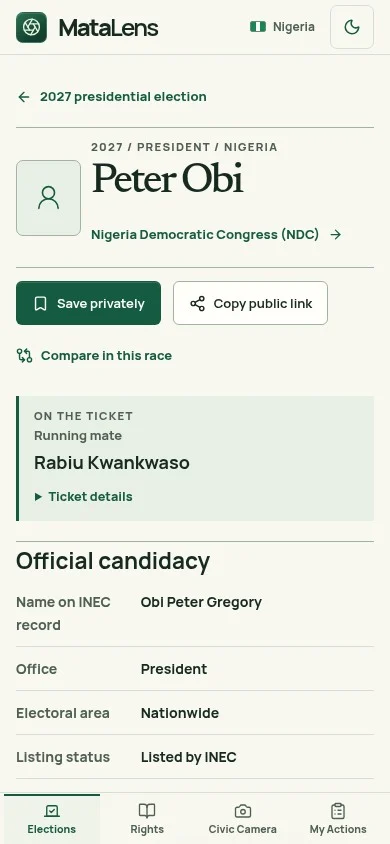 MataLens
Nigeria
2027 presidential election
2027 / PRESIDENT / NIGERIA
Peter Obi
Nigeria Democratic Congress (NDC)
Save privately
Copy public link
Compare in this race
ON THE TICKET
Running mate
Rabiu Kwankwaso
Ticket details
Official candidacy
Name on INEC record
Obi Peter Gregory
Office
President
Electoral area
Nationwide
Listing status
Listed by INEC
Elections
Rights
Civic Camera
My Actions